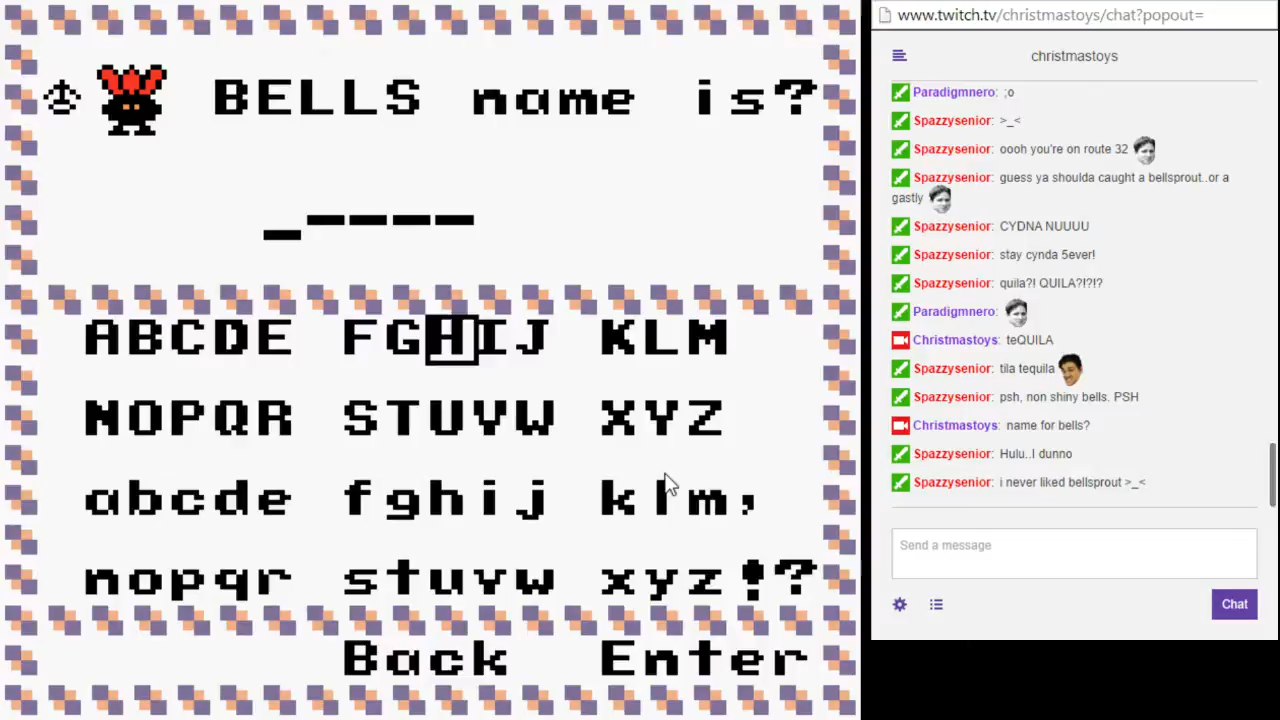 BELLS name is?
ABCDE FGHIJ KLM
NOPQR STUVW XYZ
abcde fghij klm,
nopqr stuvw xyz!?
Back Enter
www.twitch.tv/christmastoys/chat?popout=
christmastoys
Paradigmnero: ;o
Spazzysenior: >_<
Spazzysenior: oooh you're on route 32
Spazzysenior: guess ya shoulda caught a bellsprout..or a
gastly
Spazzysenior: CYDNA NUUUU
Spazzysenior: stay cynda 5ever!
Spazzysenior: quila?! QUILA?!?!?
Paradigmnero:
Christmastoys: teQUILA
Spazzysenior: tila tequila
Spazzysenior: psh, non shiny bells. PSH
Christmastoys: name for bells?
Spazzysenior: Hulu..I dunno
Spazzysenior: i never liked bellsprout >_<
Send a message
Chat